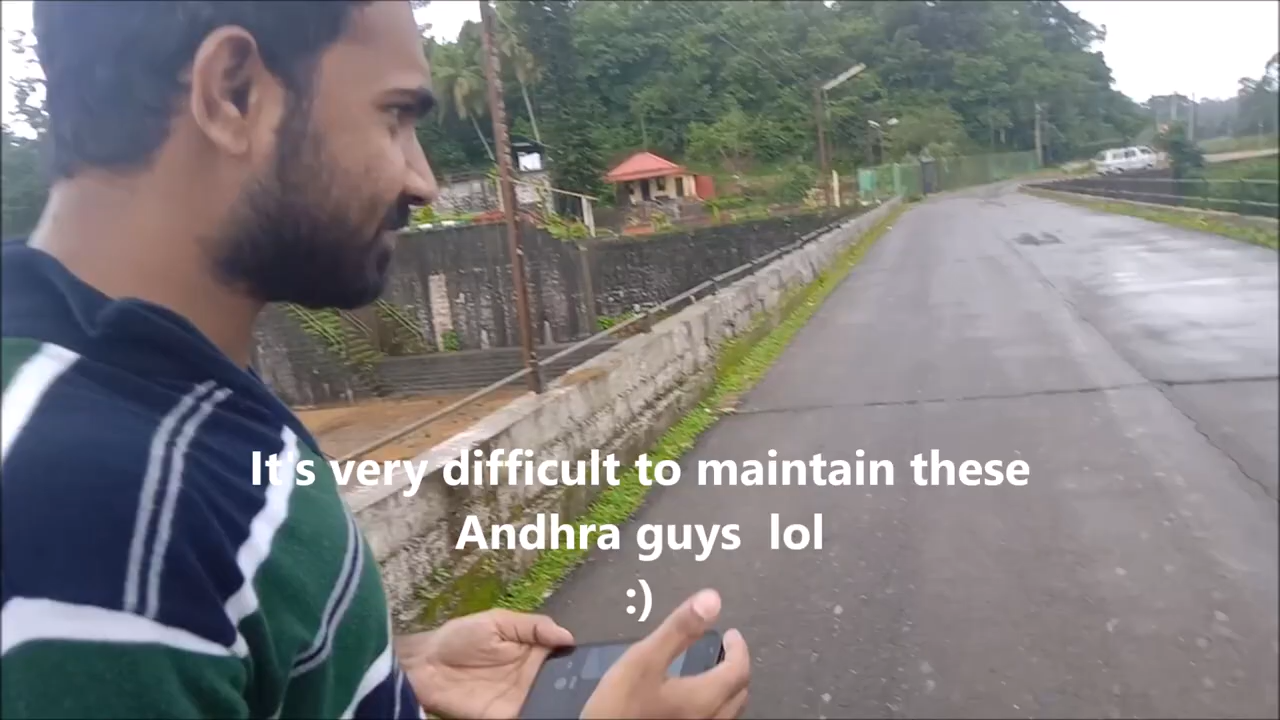 It's very difficult to maintain these
Andhra guys  lol
:)